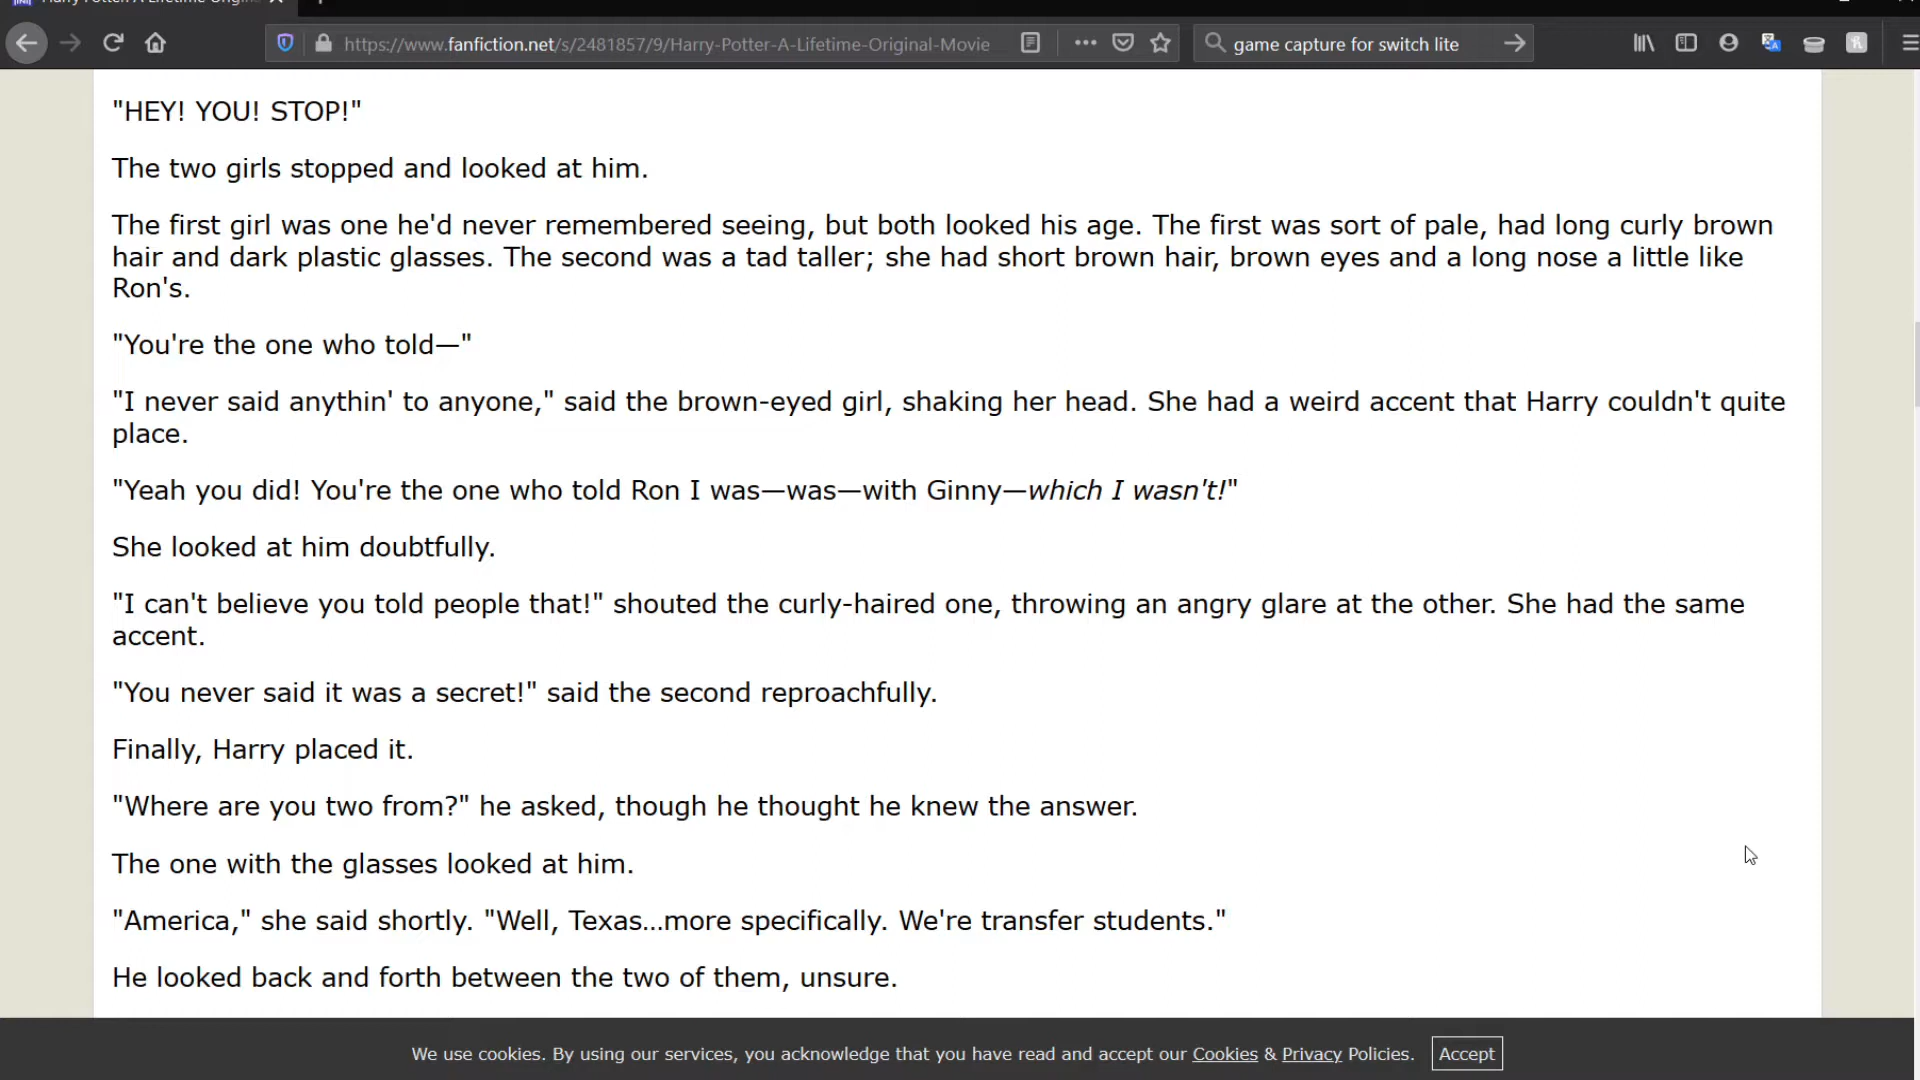 https://www.fanfiction.net/s/2481857/9/Harry-Potter-A-Lifetime-Original-Movie
game capture for switch lite
"HEY! YOU! STOP!"
The two girls stopped and looked at him.
The first girl was one he'd never remembered seeing, but both looked his age. The first was sort of pale, had long curly brown
hair and dark plastic glasses. The second was a tad taller; she had short brown hair, brown eyes and a long nose a little like
Ron's.
"You're the one who told—"
"I never said anythin' to anyone," said the brown-eyed girl, shaking her head. She had a weird accent that Harry couldn't quite
place.
"Yeah you did! You're the one who told Ron I was—was—with Ginny—which I wasn't!"
She looked at him doubtfully.
"I can't believe you told people that!" shouted the curly-haired one, throwing an angry glare at the other. She had the same
accent.
"You never said it was a secret!" said the second reproachfully.
Finally, Harry placed it.
"Where are you two from?" he asked, though he thought he knew the answer.
The one with the glasses looked at him.
"America," she said shortly. "Well, Texas...more specifically. We're transfer students."
He looked back and forth between the two of them, unsure.
We use cookies. By using our services, you acknowledge that you have read and accept our Cookies & Privacy Policies. Accept